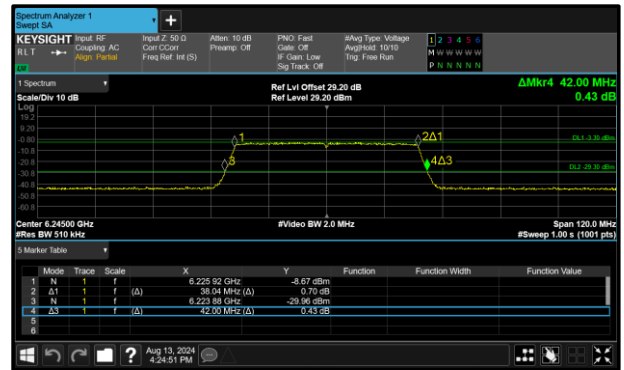 Spectrum Analyzer 1
Swept SA
+
KEYSIGHT Input: RF Input Z: 50 Ω Atten: 10 dB PNO: Fast #Avg Type: Voltage 1 2 3 4 5 6
RLT Coupling: AC Corr CCorr Preamp: Off Gate: Off Avg|Hold: 10/10 M W W W W W
Align: Partial Freq Ref: Int (S) IF Gain: Low Trig: Free Run
Sig Track: Off P N N N N N
LW
1 Spectrum Ref Lvl Offset 29.20 dB ΔMkr4 42.00 MHz
Scale/Div 10 dB Ref Level 29.20 dBm 0.43 dB
Log
19.2
9.20
-0.80
-10.8
-20.8
-30.8
-40.8
-50.8
-60.8
1
2Δ1
3
4Δ3
DL1 -3.30 dBm
DL2 -29.30 dBm
Center 6.24500 GHz #Video BW 2.0 MHz Span 120.0 MHz
#Res BW 510 kHz #Sweep 1.00 s (1001 pts)
5 Marker Table
Mode Trace Scale X Y Function Function Width Function Value
1 N 1 f 6.225 92 GHz -8.67 dBm
2 Δ1 1 f (Δ) 38.04 MHz (Δ) 0.70 dB
3 N 1 f 6.223 88 GHz -29.96 dBm
4 Δ3 1 f (Δ) 42.00 MHz (Δ) 0.43 dB
5
6
? Aug 13, 2024
4:24:51 PM